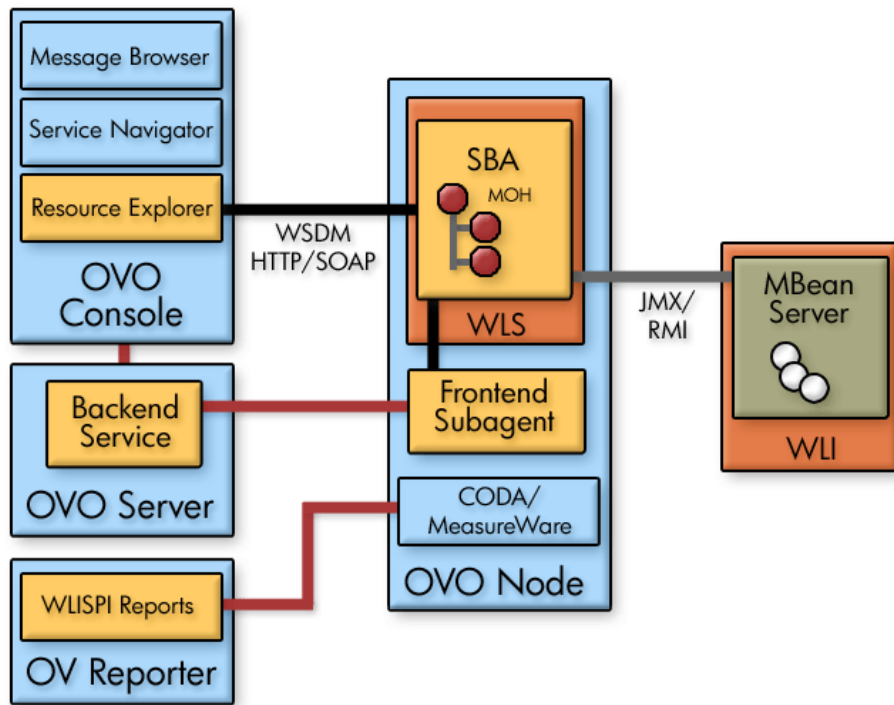 Message Browser
Service Navigator
Resource Explorer
OVO
Console
Backend
Service
OVO Server
WLISPI Reports
OV Reporter
WSDM
HTTP/SOAP
SBA
MOH
WLS
Frontend
Subagent
CODA/
MeasureWare
OVO Node
JMX/
RMI
MBean
Server
WLI